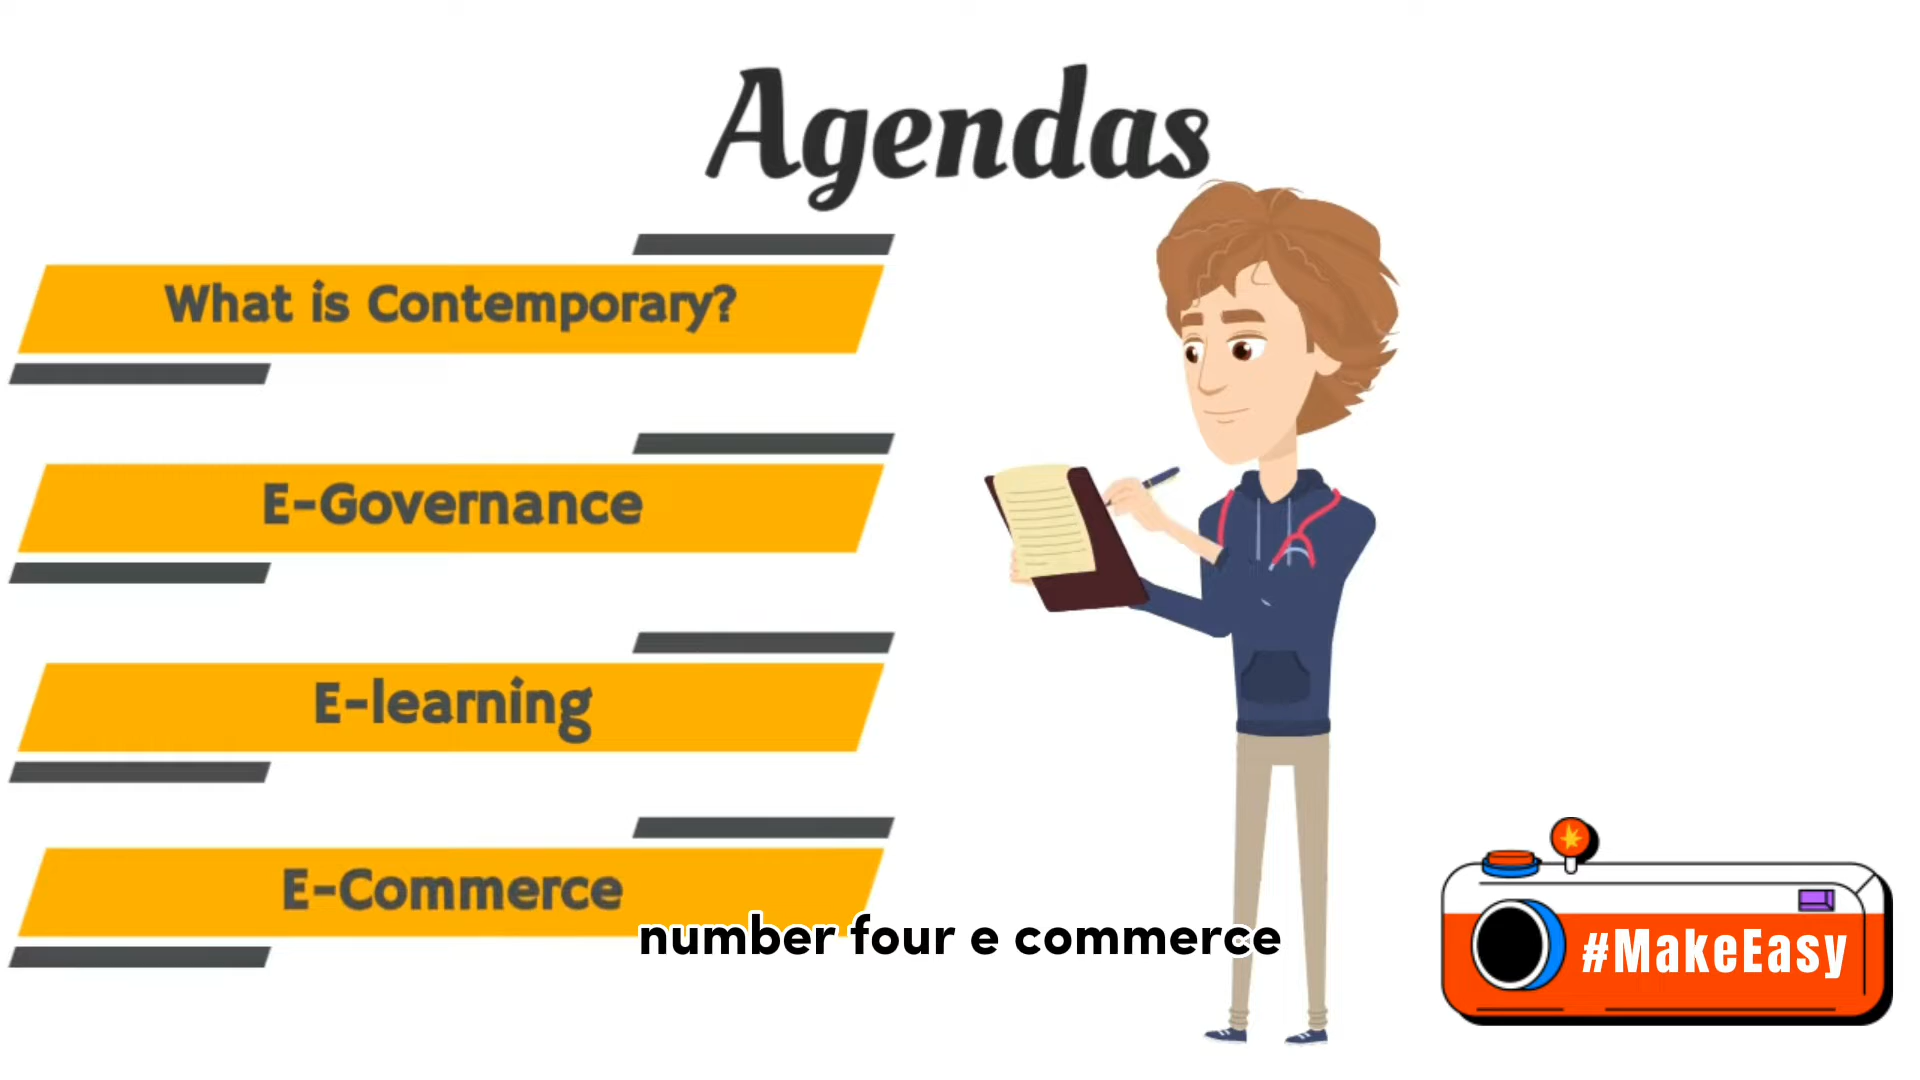 Agendas
What is Contemporary?
E-Governance
E-learning
E-Commerce
number four e commerce
#MakeEasy